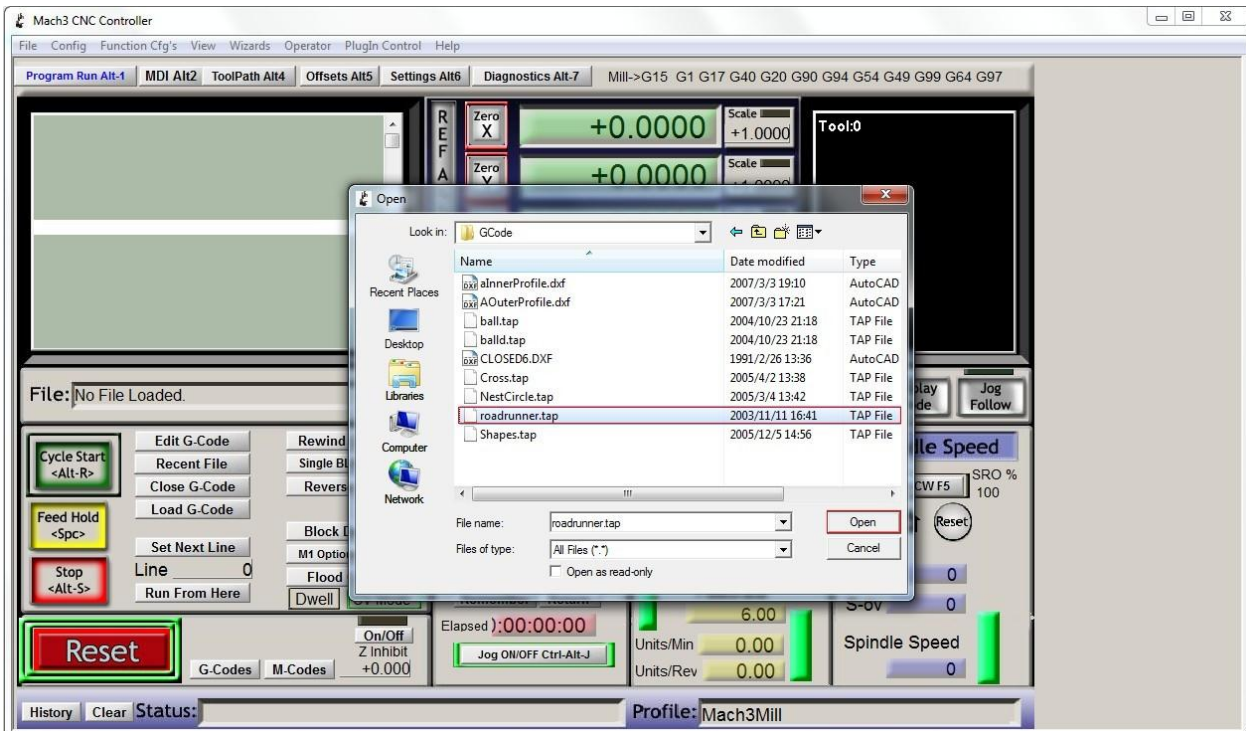 Mach3 CNC Controller
File Config Function Cfg's View Wizards Operator PlugIn Control Help
Program Run Alt-1 MDI Alt2 ToolPath Alt4 Offsets Alt5 Settings Alt6 Diagnostics Alt-7 Mill->G15 G1 G17 G40 G20 G90 G94 G54 G49 G99 G64 G97
REF A
Zero X
+0.0000
Scale
+1.0000
Tool:0
Zero
+0.0000
Scale
Open
Look in: GCode
Name Date modified Type
aInnerProfile.dxf 2007/3/3 19:10 AutoCAD
AOuterProfile.dxf 2007/3/3 17:21 AutoCAD
ball.tap 2004/10/23 21:18 TAP File
balld.tap 2004/10/23 21:18 TAP File
CLOSED6.DXF 1991/2/26 13:36 AutoCAD
Cross.tap 2005/4/2 13:38 TAP File
NestCircle.tap 2005/3/4 13:42 TAP File
roadrunner.tap 2003/11/11 16:41 TAP File
Shapes.tap 2005/12/5 14:56 TAP File
Recent Places
Desktop
Libraries
Computer
Network
File name: roadrunner.tap Open
Files of type: All Files (*.*) Cancel
Open as read-only
File: No File Loaded.
Jog Follow
Cycle Start
<Alt-R>
Feed Hold
<Spc>
Stop
<Alt-S>
Edit G-Code
Recent File
Close G-Code
Load G-Code
Set Next Line
Line 0
Run From Here
Rewind
Single
Block
M1
Flood
Dwell
Speed
CW F5
SRO %
100
Reset
0
S-ov 0
Spindle Speed
0
Reset
G-Codes M-Codes
On/Off
Z Inhibit
+0.000
Elapsed ):00:00:00
Jog ON/OFF Ctrl-Alt-J
6.00
Units/Min 0.00
Units/Rev 0.00
History Clear Status: Profile: Mach3Mill